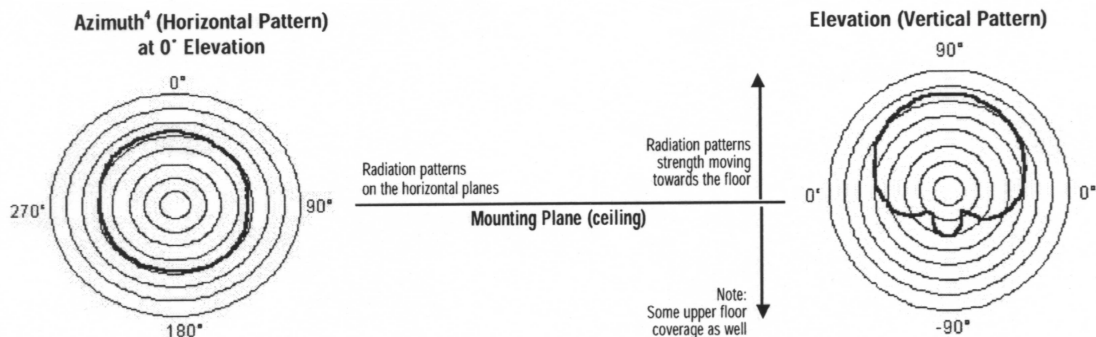 Azimuth⁴ (Horizontal Pattern)
at 0° Elevation
0°
270°
90°
180°
Radiation patterns
on the horizontal planes
Mounting Plane (ceiling)
Radiation patterns
strength moving
towards the floor
Note:
Some upper floor
coverage as well
Elevation (Vertical Pattern)
90°
0°
0°
-90°